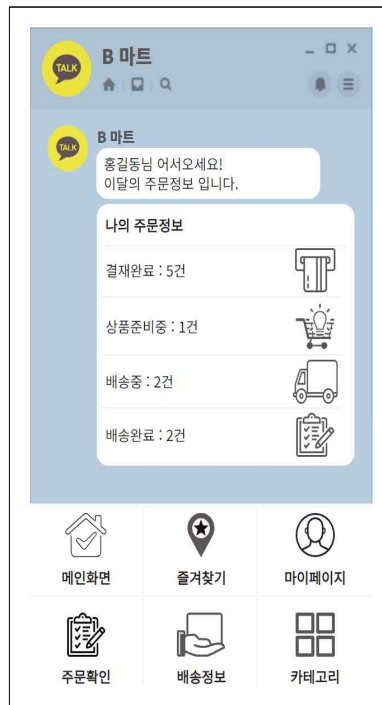 TALK
B 마트
TALK
B 마트
홍길동님 어서오세요!
이달의 주문정보 입니다.
나의 주문정보
결재완료 : 5건
상품준비중 : 1건
배송중 : 2건
배송완료 : 2건
메인화면
즐겨찾기
마이페이지
주문확인
배송정보
카테고리